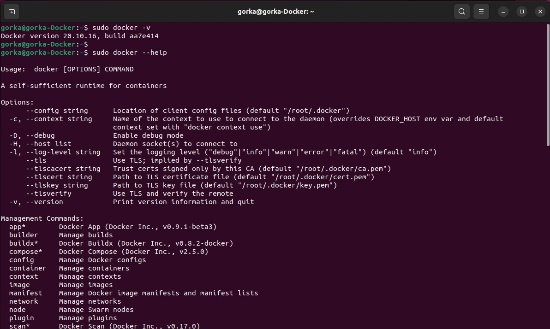 gorka@gorka-Docker: ~
gorka@gorka-Docker:~$ sudo docker -v
Docker version 20.10.16, build aa7e414
gorka@gorka-Docker:~$
gorka@gorka-Docker:~$ sudo docker --help
Usage:  docker [OPTIONS] COMMAND
A self-sufficient runtime for containers
Options:
      --config string      Location of client config files (default "/root/.docker")
  -c, --context string     Name of the context to use to connect to the daemon (overrides DOCKER_HOST env var and default
                           context set with "docker context use")
  -D, --debug              Enable debug mode
  -H, --host list          Daemon socket(s) to connect to
  -l, --log-level string   Set the logging level ("debug"|"info"|"warn"|"error"|"fatal") (default "info")
      --tls                Use TLS; implied by --tlsverify
      --tlscacert string   Trust certs signed only by this CA (default "/root/.docker/ca.pem")
      --tlscert string     Path to TLS certificate file (default "/root/.docker/cert.pem")
      --tlskey string      Path to TLS key file (default "/root/.docker/key.pem")
      --tlsverify          Use TLS and verify the remote
  -v, --version            Print version information and quit
Management Commands:
  app*        Docker App (Docker Inc., v0.9.1-beta3)
  builder     Manage builds
  buildx*     Docker Buildx (Docker Inc., v0.8.2-docker)
  compose*    Docker Compose (Docker Inc., v2.5.0)
  config      Manage Docker configs
  container   Manage containers
  context     Manage contexts
  image       Manage images
  manifest    Manage Docker image manifests and manifest lists
  network     Manage networks
  node        Manage Swarm nodes
  plugin      Manage plugins
  scan*       Docker Scan (Docker Inc., v0.17.0)